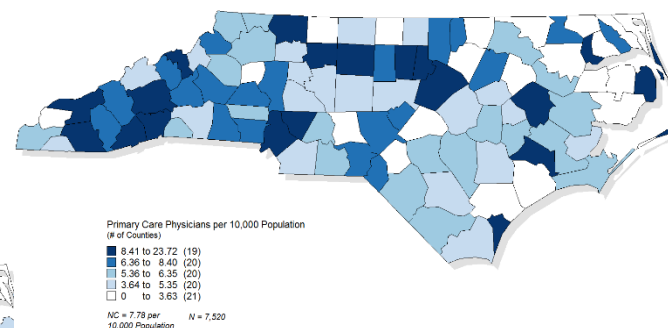 Primary Care Physicians per 10,000 Population
(# of Counties)
8.41 to 23.72 (19)
6.36 to 8.40 (20)
5.36 to 6.35 (20)
3.64 to 5.35 (20)
0 to 3.63 (21)
NC = 7.78 per N = 7,520
10,000 Population